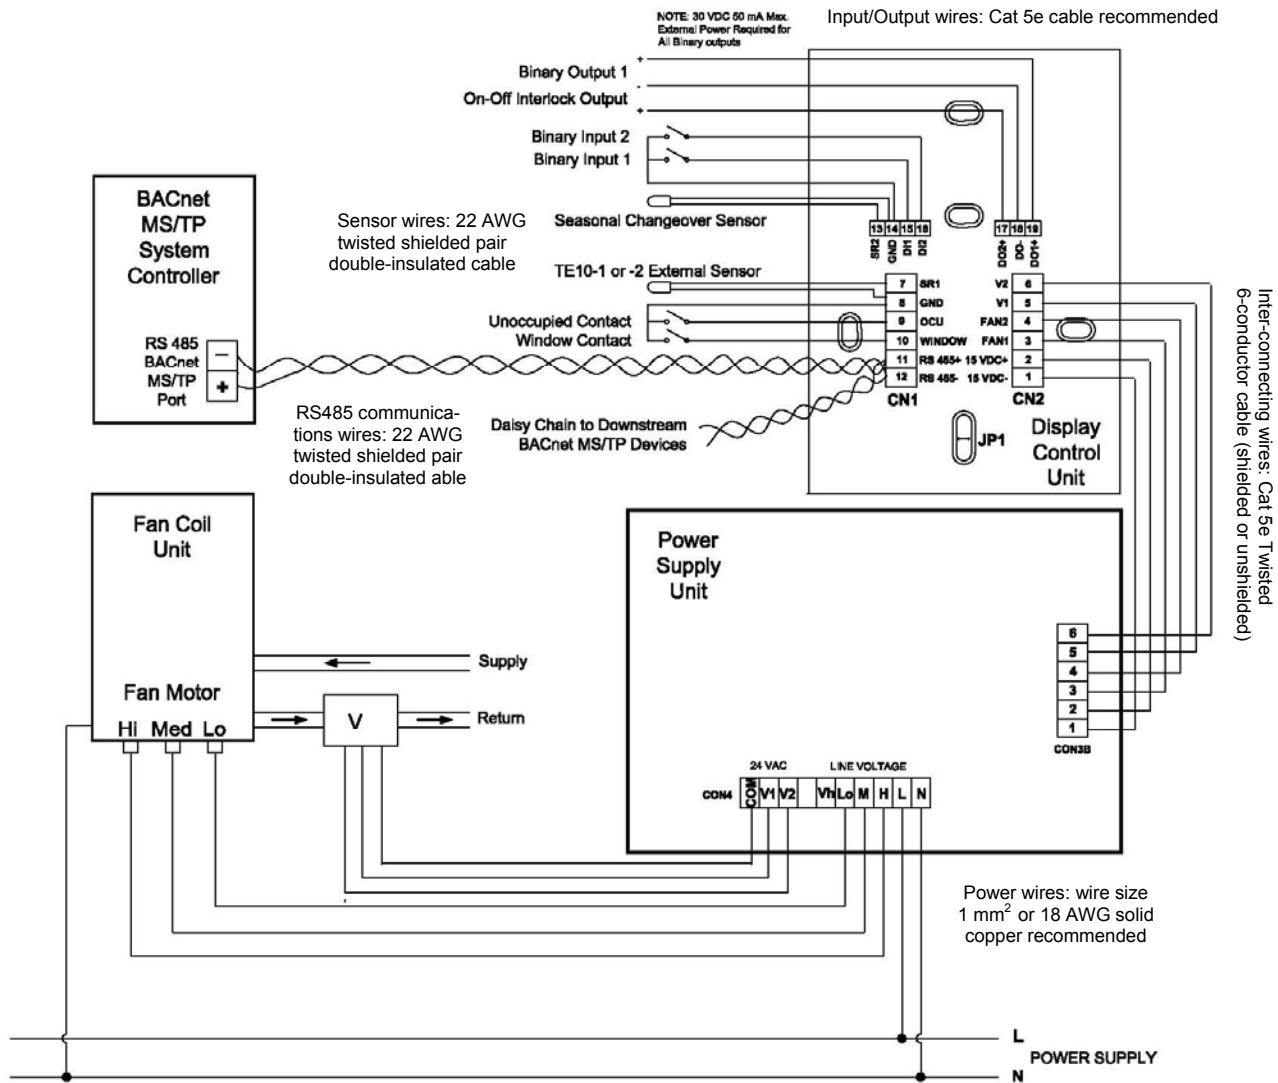 NOTE: 30 VDC 50 mA Max.
External Power Required for
All Binary outputs
Input/Output wires: Cat 5e cable recommended
+
Binary Output 1
-
On-Off Interlock Output
+
Binary Input 2
Binary Input 1
Seasonal Changeover Sensor
TE10-1 or -2 External Sensor
Unoccupied Contact
Window Contact
BACnet
MS/TP
System
Controller
RS 485
BACnet
MS/TP
Port
−
+
Sensor wires: 22 AWG
twisted shielded pair
double-insulated cable
RS485 communica-
tions wires: 22 AWG
twisted shielded pair
double-insulated able
Daisy Chain to Downstream
BACnet MS/TP Devices
13 14 15 16
SR2 GND DI1 DI2
17 18 19
DO2+ DO- DO1+
7 SR1
8 GND
9 OCU
10 WINDOW
11 RS 485+
12 RS 485-
CN1
V2 6
V1 5
FAN2 4
FAN1 3
15 VDC+ 2
15 VDC- 1
CN2
JP1
Display
Control
Unit
Inter-connecting wires: Cat 5e Twisted
6-conductor cable (shielded or unshielded)
Fan Coil
Unit
Fan Motor
Hi Med Lo
Supply
V
Return
Power
Supply
Unit
6
5
4
3
2
1
CON3B
24 VAC LINE VOLTAGE
CON4 COM V1 V2 Vh Lo M H L N
Power wires: wire size
1 mm² or 18 AWG solid
copper recommended
L
POWER SUPPLY
N